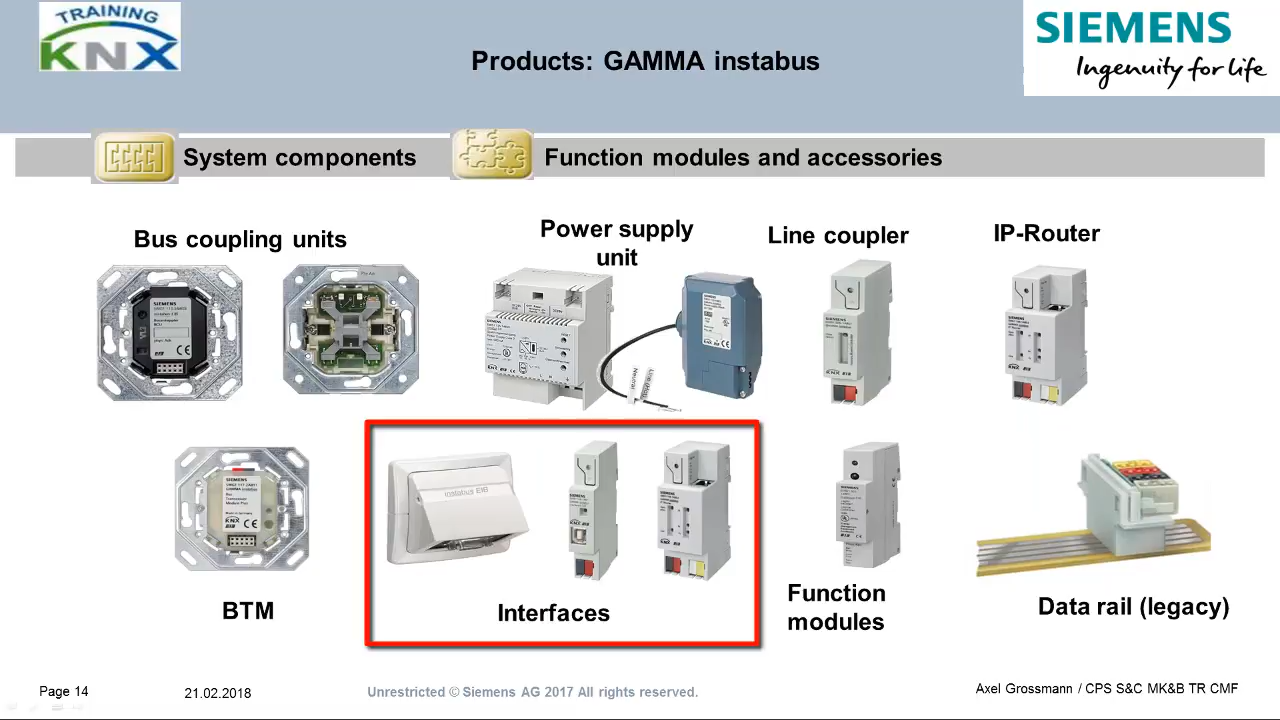 TRAINING
KNX
Products: GAMMA instabus
SIEMENS
Ingenuity for life
System components
Function modules and accessories
Bus coupling units
Power supply
unit
Line coupler
IP-Router
SIEMENS
instabus EIB
BTM
Interfaces
Function
modules
Data rail (legacy)
Page 14
21.02.2018
Unrestricted © Siemens AG 2017 All rights reserved.
Axel Grossmann / CPS S&C MK&B TR CMF